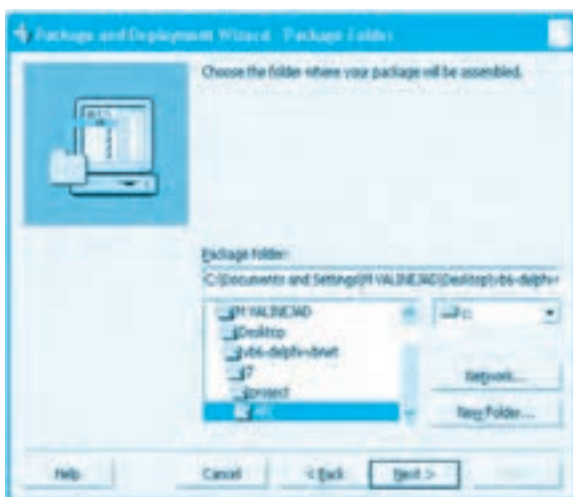 Package and Deployment Wizard - Package Folder
Choose the folder where your package will be assembled.
Package folder:
C:\Documents and Settings\M.VALINEJAD\Desktop\vb6-delphi-v
M.VALINEJAD
c:
Desktop
vb6-delphi-vbnet
7
project
Network...
New Folder...
Help
Cancel
< Back
Next >